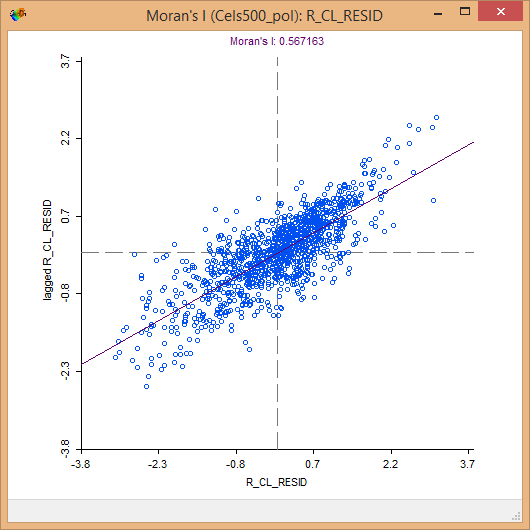 Moran's I (Cels500_pol): R_CL_RESID
Moran's I: 0.567163
3.7
2.2
0.7
-0.8
-2.3
-3.8
lagged R_CL_RESID
-3.8 -2.3 -0.8 0.7 2.2 3.7
R_CL_RESID